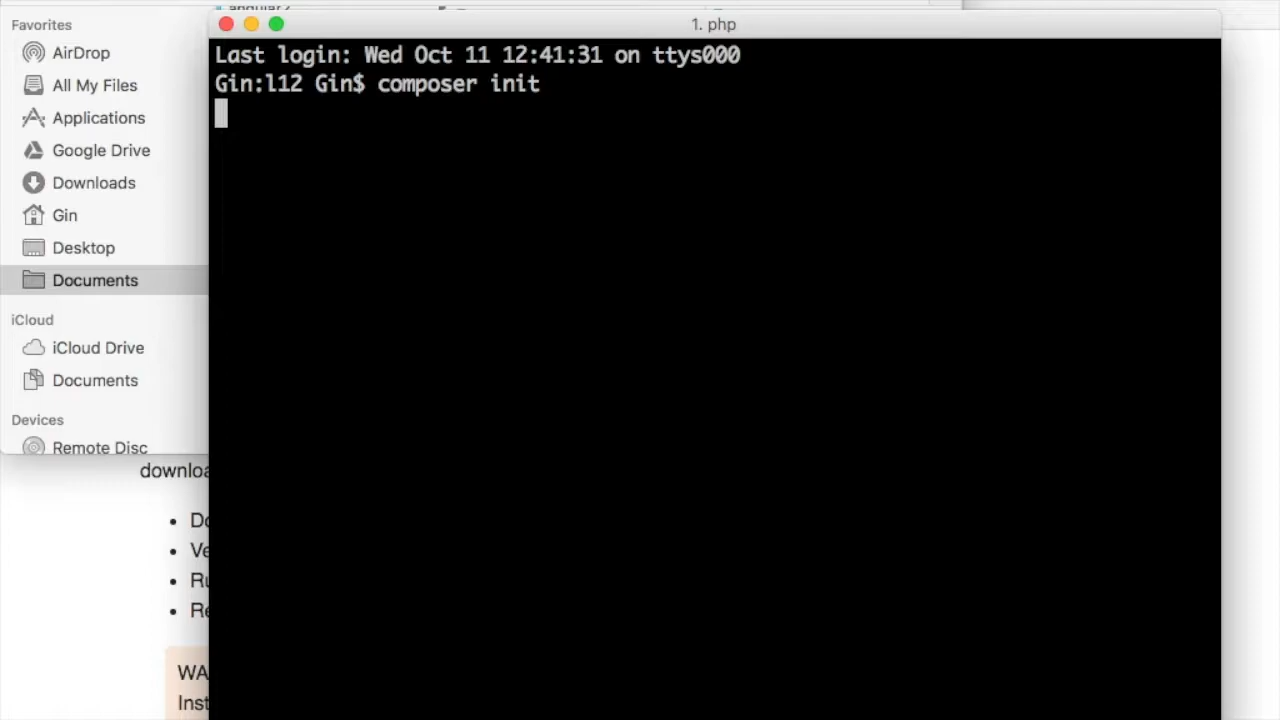 1. php
Last login: Wed Oct 11 12:41:31 on ttys000
Gin:l12 Gin$ composer init
Favorites
AirDrop
All My Files
Applications
Google Drive
Downloads
Gin
Desktop
Documents
iCloud
iCloud Drive
Documents
Devices
Remote Disc